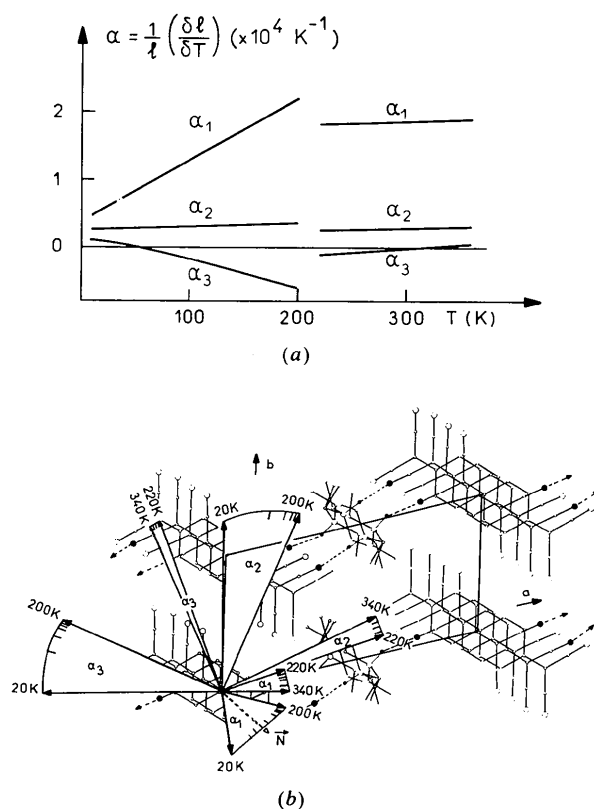 α = 1/ℓ (δℓ/δT) (×10⁴ K⁻¹)
2
α₁
α₁
1
α₂
α₂
0
α₃
α₃
100
200
300
T (K)
(a)
b
220K
340K
20K
200K
α₂
α₃
a
200K
340K
α₂
220K
α₃
220K
α₁
20K
340K
200K
α₁
N⃗
20K
(b)